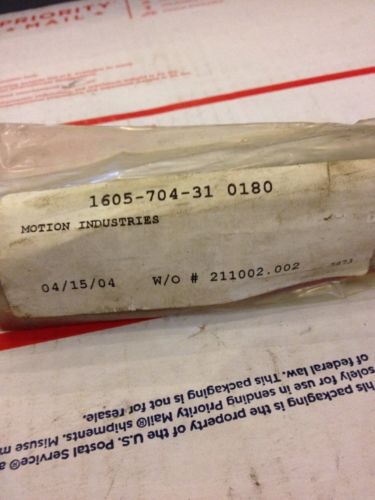 PRIORITY
MAIL
1605-704-31 0180
MOTION INDUSTRIES
04/15/04 W/O # 211002.002
This packaging is the property of the U.S. Postal Service®
solely for use in sending Priority Mail® shipments. Misuse
of federal law. This packaging is not for resale.